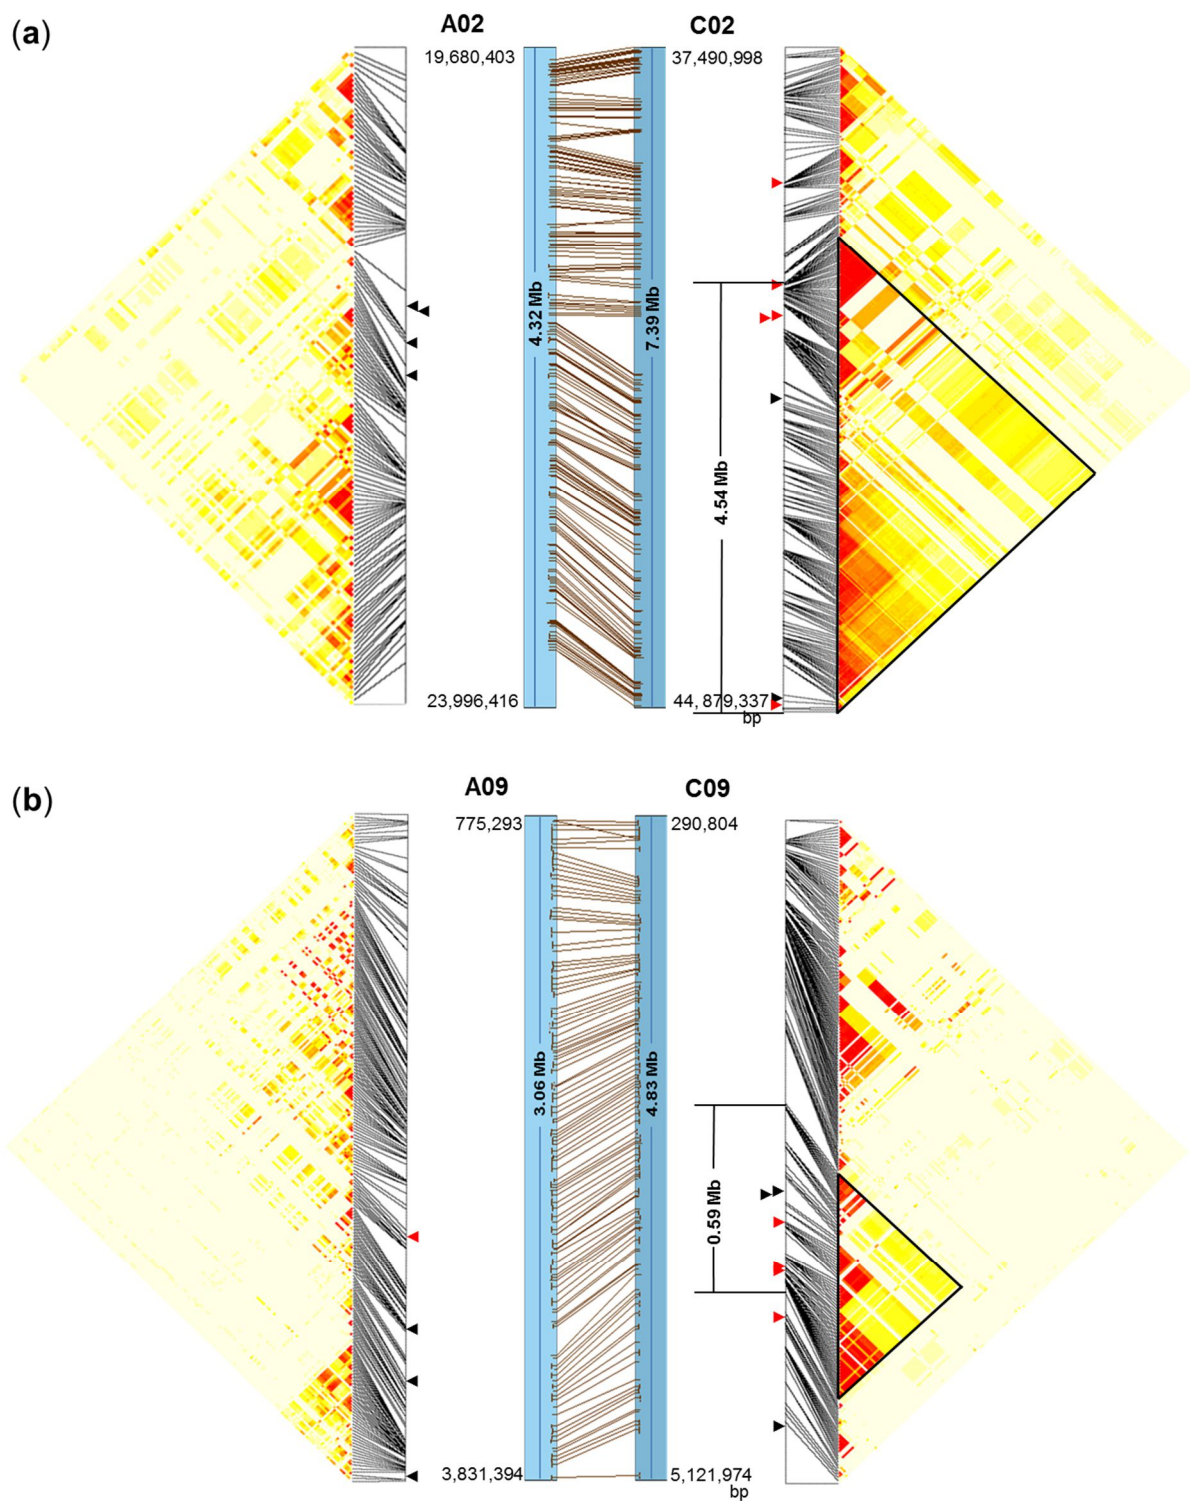 (a)
A02
C02
19,680,403
37,490,998
4.32 Mb
7.39 Mb
4.54 Mb
23,996,416
44,879,337
bp
(b)
A09
C09
775,293
290,804
3.06 Mb
4.83 Mb
0.59 Mb
3,831,394
5,121,974
bp